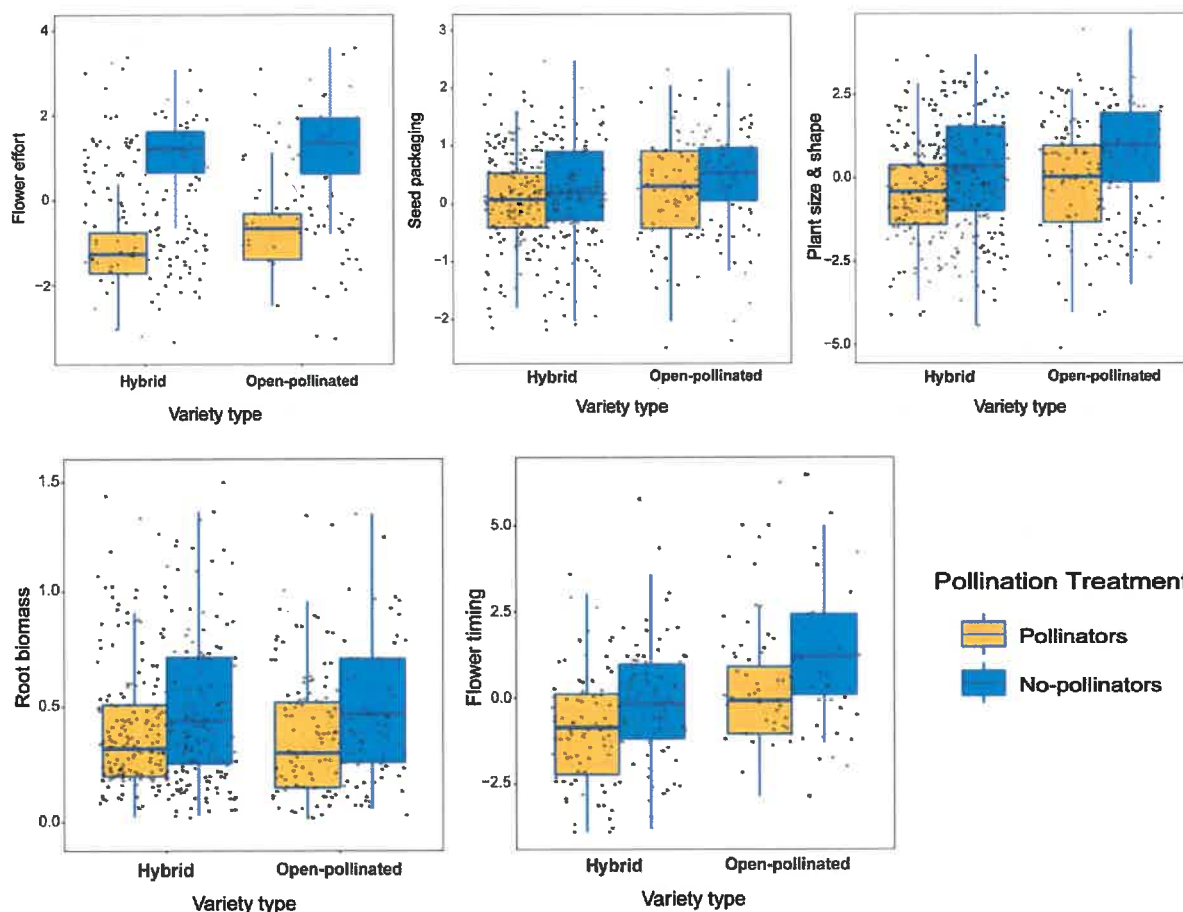 Flower effort
4
2
0
−2
Hybrid
Open-pollinated
Variety type
Seed packaging
3
2
1
0
−1
−2
Hybrid
Open-pollinated
Variety type
Plant size & shape
2.5
0.0
−2.5
−5.0
Hybrid
Open-pollinated
Variety type
Root biomass
1.5
1.0
0.5
0.0
Hybrid
Open-pollinated
Variety type
Flower timing
5.0
2.5
0.0
−2.5
Hybrid
Open-pollinated
Variety type
Pollination Treatment
Pollinators
No-pollinators